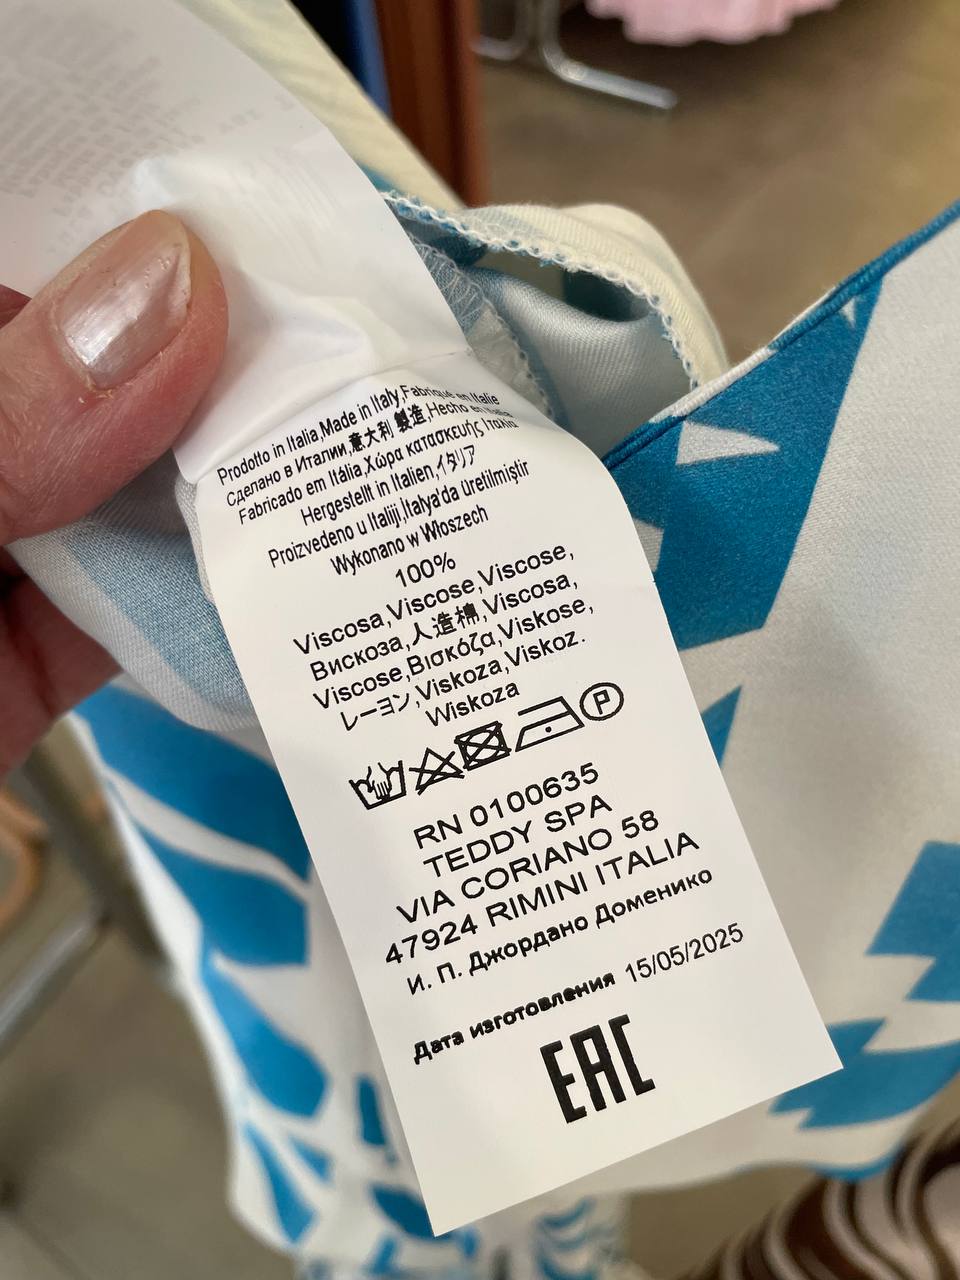 Prodotto in Italia,Made in Italy,Fabriqué en Italie
Сделано в Италии,意大利 製造,Hecho en Italia
Fabricado em Itália,Χώρα κατασκευής Ιταλία
Hergestellt in Italien,イタリア
Proizvedeno u Italiji,İtalya'da üretilmiştir
Wykonano w Włoszech
100%
Viscosa,Viscose,Viscose,
Вискоза,人造棉,Viscosa,
Viscose,Βισκόζα,Viskose,
レーヨン,Viskoza,Viskoz.
Wiskoza
P
RN 0100635
TEDDY SPA
VIA CORIANO 58
47924 RIMINI ITALIA
И. П. Джордано Доменико
Дата изготовления 15/05/2025
EAC